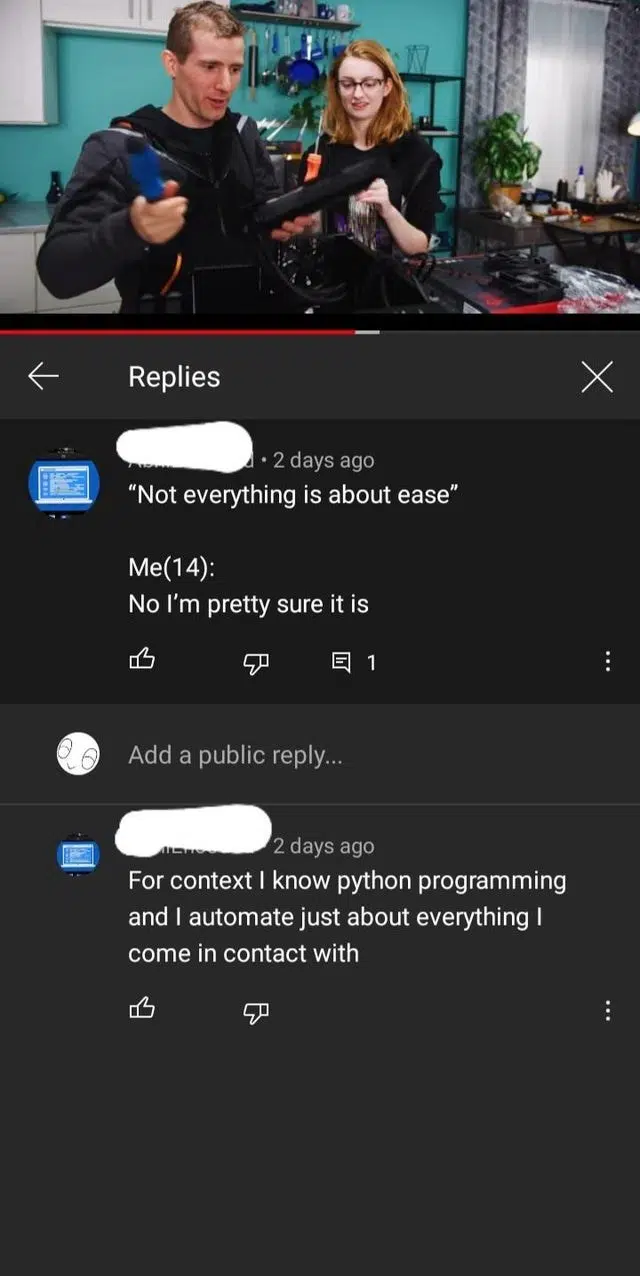 Replies
• 2 days ago
“Not everything is about ease”
Me(14):
No I’m pretty sure it is
1
Add a public reply...
2 days ago
For context I know python programming
and I automate just about everything I
come in contact with